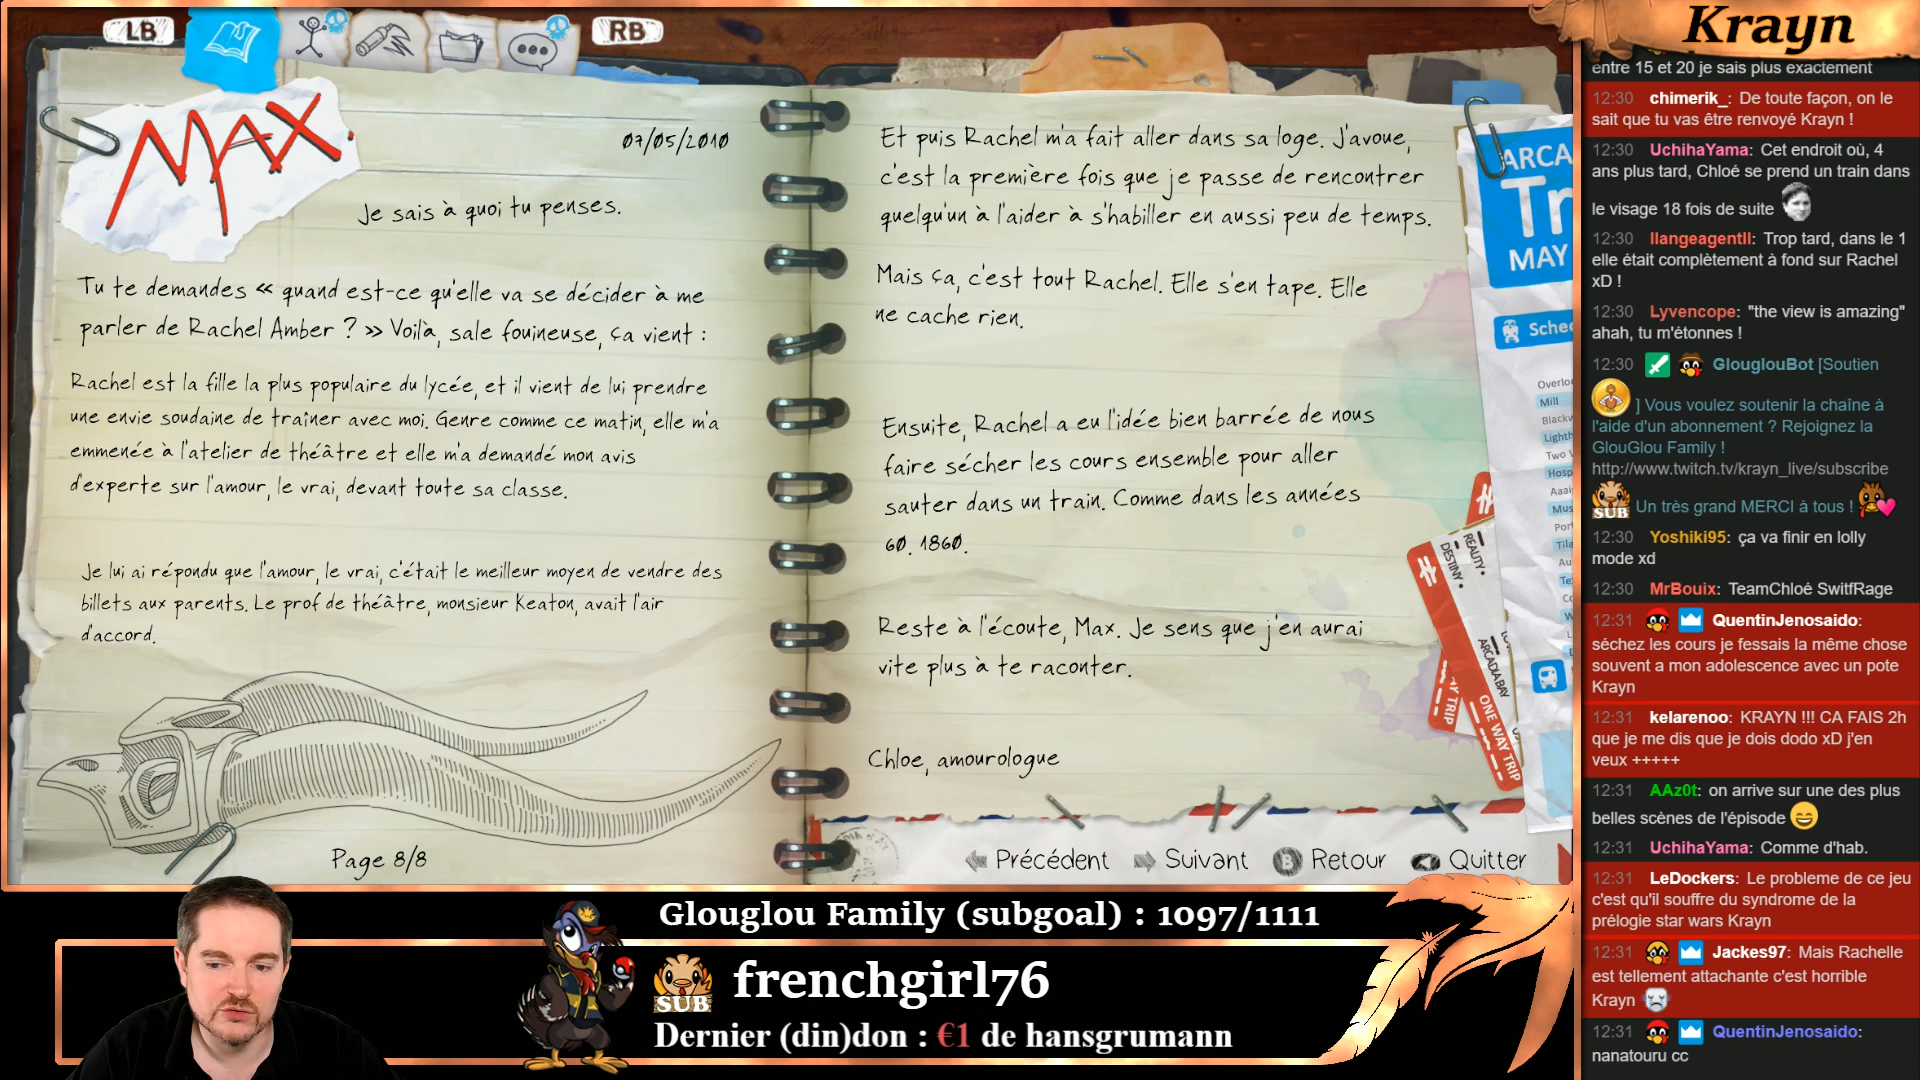 LB
RB
MAX.
07/05/2010
Je sais à quoi tu penses.
Tu te demandes « quand est-ce qu'elle va se décider à me
parler de Rachel Amber ? » Voilà, sale fouineuse, ça vient :
Rachel est la fille la plus populaire du lycée, et il vient de lui prendre
une envie soudaine de traîner avec moi. Genre comme ce matin, elle m'a
emmenée à l'atelier de théâtre et elle m'a demandé mon avis
d'experte sur l'amour, le vrai, devant toute sa classe.
Je lui ai répondu que l'amour, le vrai, c'était le meilleur moyen de vendre des
billets aux parents. Le prof de théâtre, monsieur Keaton, avait l'air
d'accord.
Page 8/8
Et puis Rachel m'a fait aller dans sa loge. J'avoue,
c'est la première fois que je passe de rencontrer
quelqu'un à l'aider à s'habiller en aussi peu de temps.
Mais ça, c'est tout Rachel. Elle s'en tape. Elle
ne cache rien.
Ensuite, Rachel a eu l'idée bien barrée de nous
faire sécher les cours ensemble pour aller
sauter dans un train. Comme dans les années
60. 1860.
Reste à l'écoute, Max. Je sens que j'en aurai
vite plus à te raconter.
Chloe, amourologue
ARCA
Tr
MAY
Sched
Overlo
Mill
Blackw
Lighth
Two
Hosp
Aaai
Mus
Por
Tila
Au
REALITY
DESTINY
ARCADIA BAY
ONE WAY TRIP
Y TRIP
Précédent
Suivant
B
Retour
Quitter
Krayn
entre 15 et 20 je sais plus exactement
12:30 chimerik_: De toute façon, on le
sait que tu vas être renvoyé Krayn !
12:30 UchihaYama: Cet endroit où, 4
ans plus tard, Chloé se prend un train dans
le visage 18 fois de suite
12:30 llangeagentll: Trop tard, dans le 1
elle était complètement à fond sur Rachel
xD !
12:30 Lyvencope: "the view is amazing"
ahah, tu m'étonnes !
12:30 GlouglouBot [Soutien
] Vous voulez soutenir la chaîne à
l'aide d'un abonnement ? Rejoignez la
GlouGlou Family !
http://www.twitch.tv/krayn_live/subscribe
SUB Un très grand MERCI à tous !
12:30 Yoshiki95: ça va finir en lolly
mode xd
12:30 MrBouix: TeamChloé SwitfRage
12:31 QuentinJenosaido:
séchez les cours je fessais la même chose
souvent a mon adolescence avec un pote
Krayn
12:31 kelarenoo: KRAYN !!! CA FAIS 2h
que je me dis que je dois dodo xD j'en
veux +++++
12:31 AAz0t: on arrive sur une des plus
belles scènes de l'épisode
12:31 UchihaYama: Comme d'hab.
12:31 LeDockers: Le probleme de ce jeu
c'est qu'il souffre du syndrome de la
prélogie star wars Krayn
12:31 Jackes97: Mais Rachelle
est tellement attachante c'est horrible
Krayn
12:31 QuentinJenosaido:
nanatouru cc
Glouglou Family (subgoal) : 1097/1111
SUB
frenchgirl76
Dernier (din)don : €1 de hansgrumann